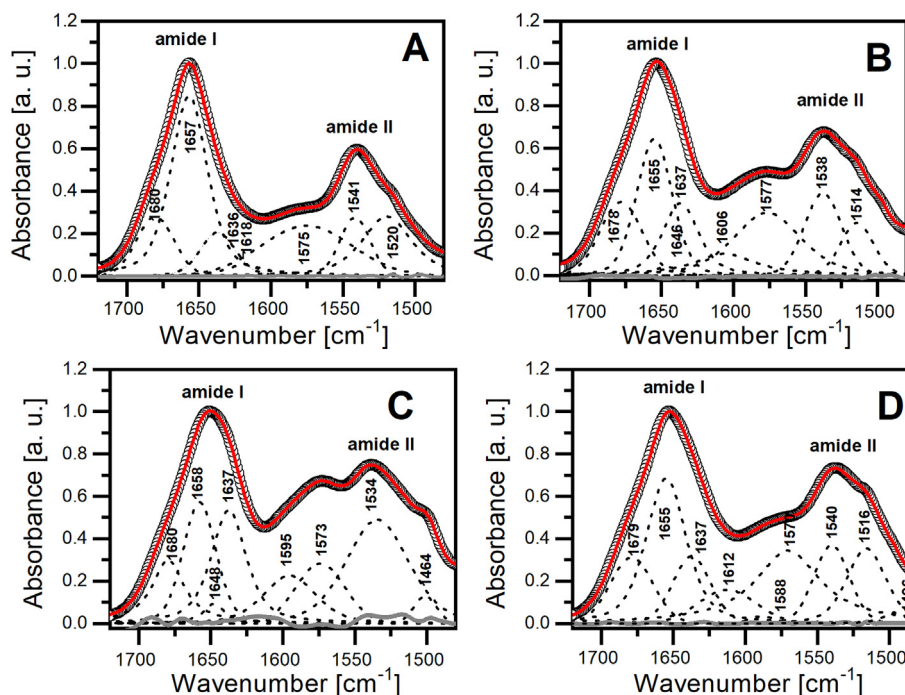 A
amide I
amide II
Absorbance [a. u.]
1.2
1.0
0.8
0.6
0.4
0.2
0.0
1680
1657
1636
1618
1575
1541
1520
1700 1650 1600 1550 1500
Wavenumber [cm-1]
B
amide I
amide II
Absorbance [a. u.]
1.2
1.0
0.8
0.6
0.4
0.2
0.0
1678
1655
1646
1637
1606
1577
1538
1514
1700 1650 1600 1550 1500
Wavenumber [cm-1]
C
amide I
amide II
Absorbance [a. u.]
1.2
1.0
0.8
0.6
0.4
0.2
0.0
1680
1658
1648
1637
1595
1573
1534
1464
1700 1650 1600 1550 1500
Wavenumber [cm-1]
D
amide I
amide II
Absorbance [a. u.]
1.2
1.0
0.8
0.6
0.4
0.2
0.0
1679
1655
1637
1612
1588
1540
1516
1700 1650 1600 1550 1500
Wavenumber [cm-1]